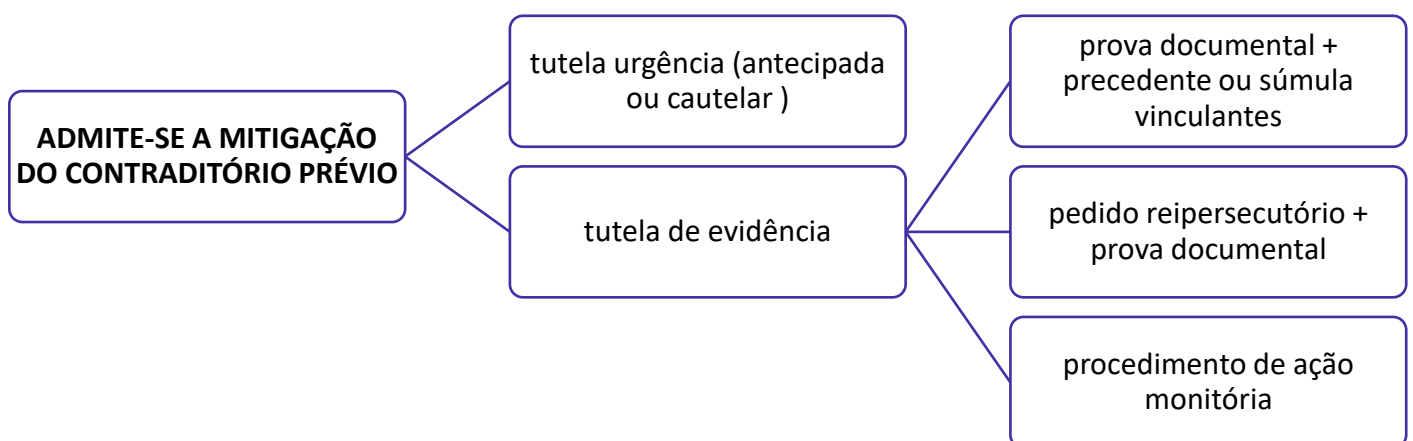 ADMITE-SE A MITIGAÇÃO
DO CONTRADITÓRIO PRÉVIO
tutela urgência (antecipada
ou cautelar )
tutela de evidência
prova documental +
precedente ou súmula
vinculantes
pedido reipersecutório +
prova documental
procedimento de ação
monitória